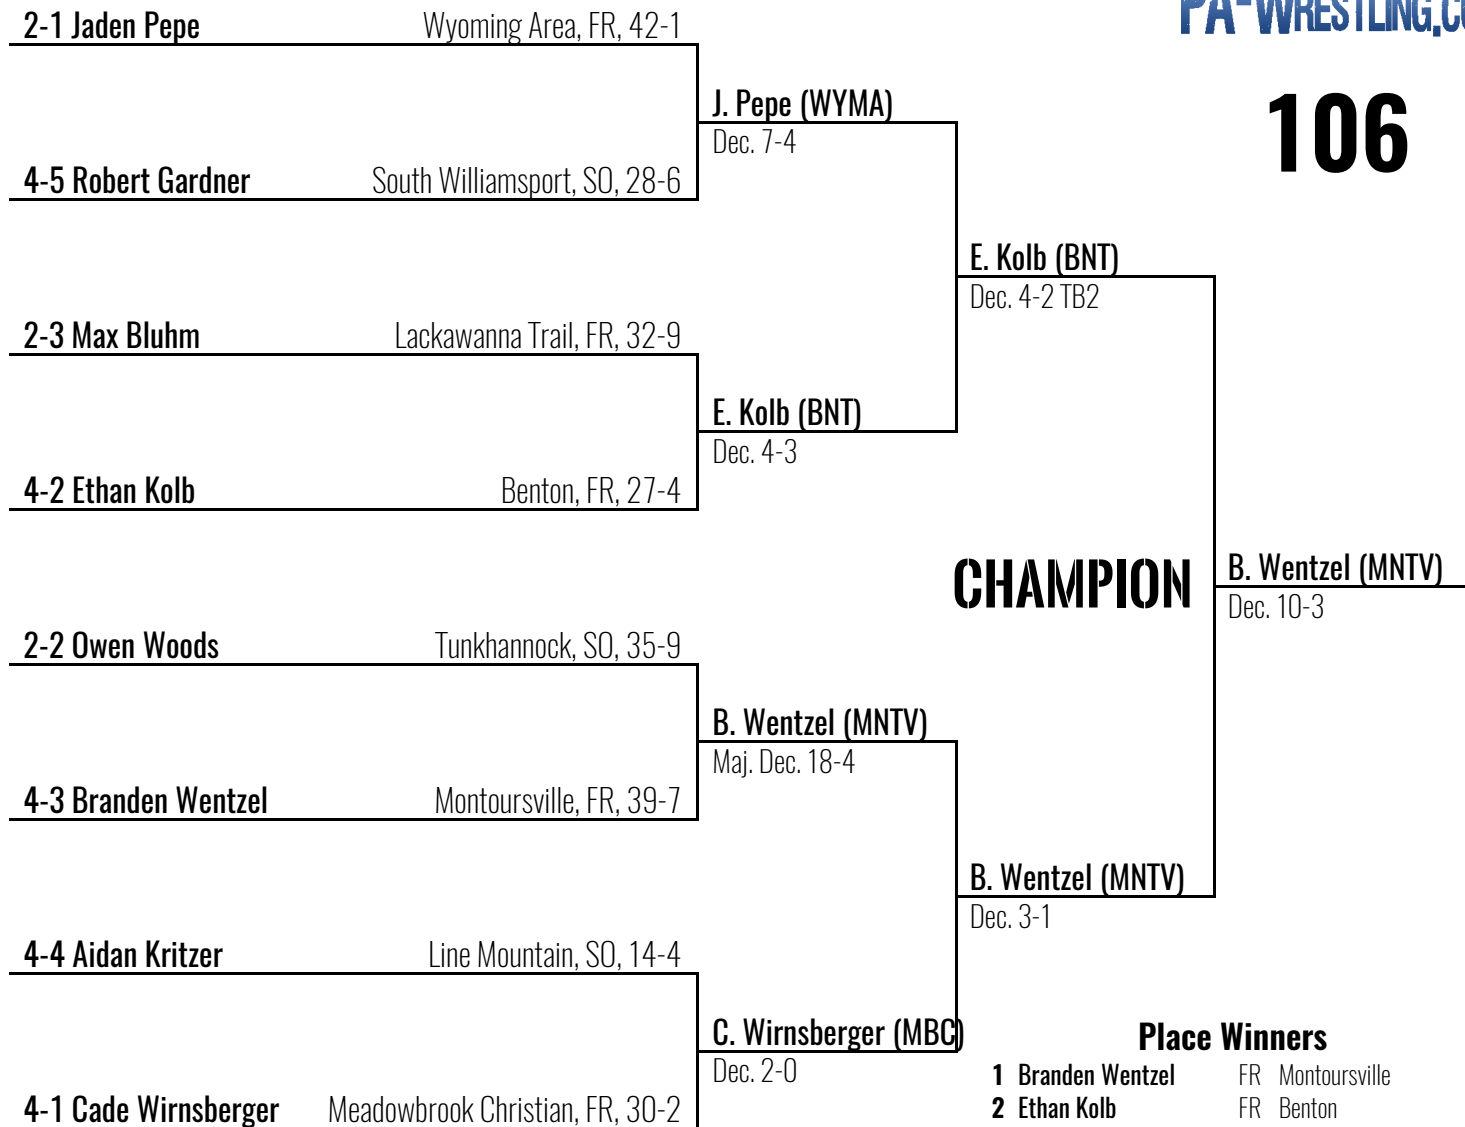 2-1 Jaden Pepe Wyoming Area, FR, 42-1
J. Pepe (WYMA)
Dec. 7-4
106
4-5 Robert Gardner South Williamsport, SO, 28-6
E. Kolb (BNT)
Dec. 4-2 TB2
2-3 Max Bluhm Lackawanna Trail, FR, 32-9
E. Kolb (BNT)
Dec. 4-3
4-2 Ethan Kolb Benton, FR, 27-4
CHAMPION
B. Wentzel (MNTV)
Dec. 10-3
2-2 Owen Woods Tunkhannock, SO, 35-9
B. Wentzel (MNTV)
Maj. Dec. 18-4
4-3 Branden Wentzel Montoursville, FR, 39-7
B. Wentzel (MNTV)
Dec. 3-1
4-4 Aidan Kritzer Line Mountain, SO, 14-4
C. Wirnsberger (MBC)
Dec. 2-0
4-1 Cade Wirnsberger Meadowbrook Christian, FR, 30-2
Place Winners
1 Branden Wentzel FR Montoursville
2 Ethan Kolb FR Benton